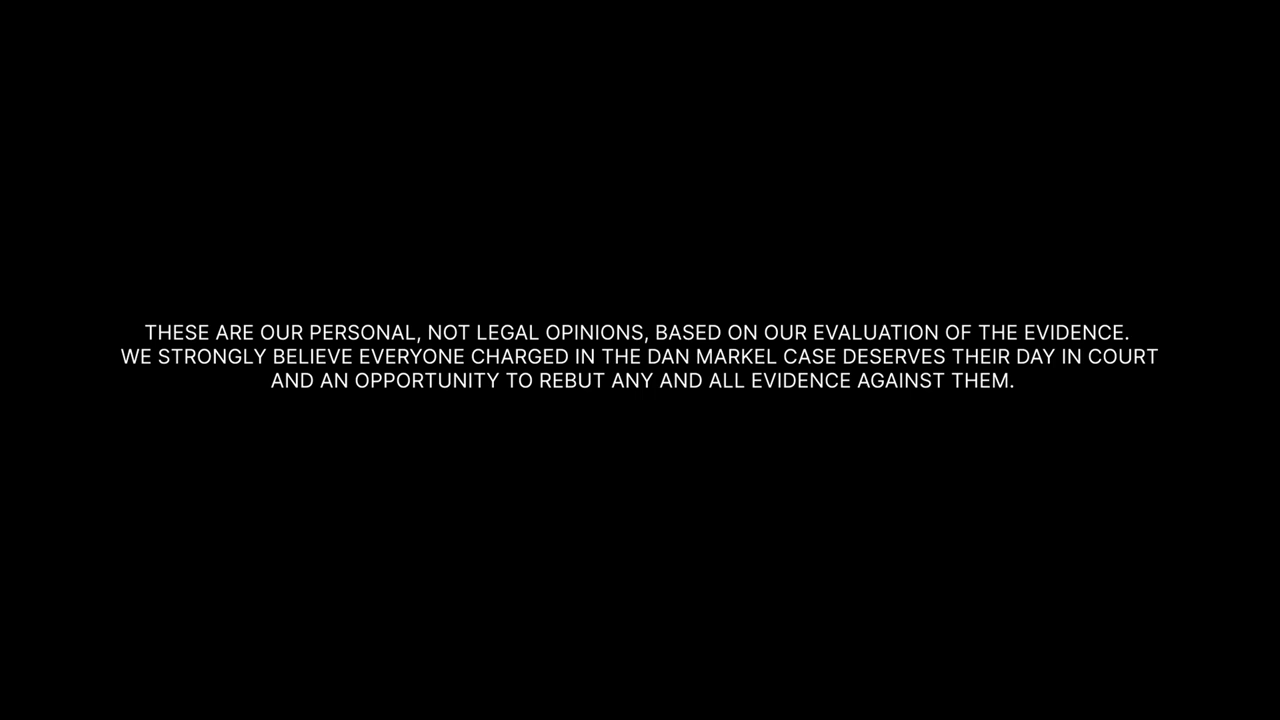 THESE ARE OUR PERSONAL, NOT LEGAL OPINIONS, BASED ON OUR EVALUATION OF THE EVIDENCE.
WE STRONGLY BELIEVE EVERYONE CHARGED IN THE DAN MARKEL CASE DESERVES THEIR DAY IN COURT
AND AN OPPORTUNITY TO REBUT ANY AND ALL EVIDENCE AGAINST THEM.